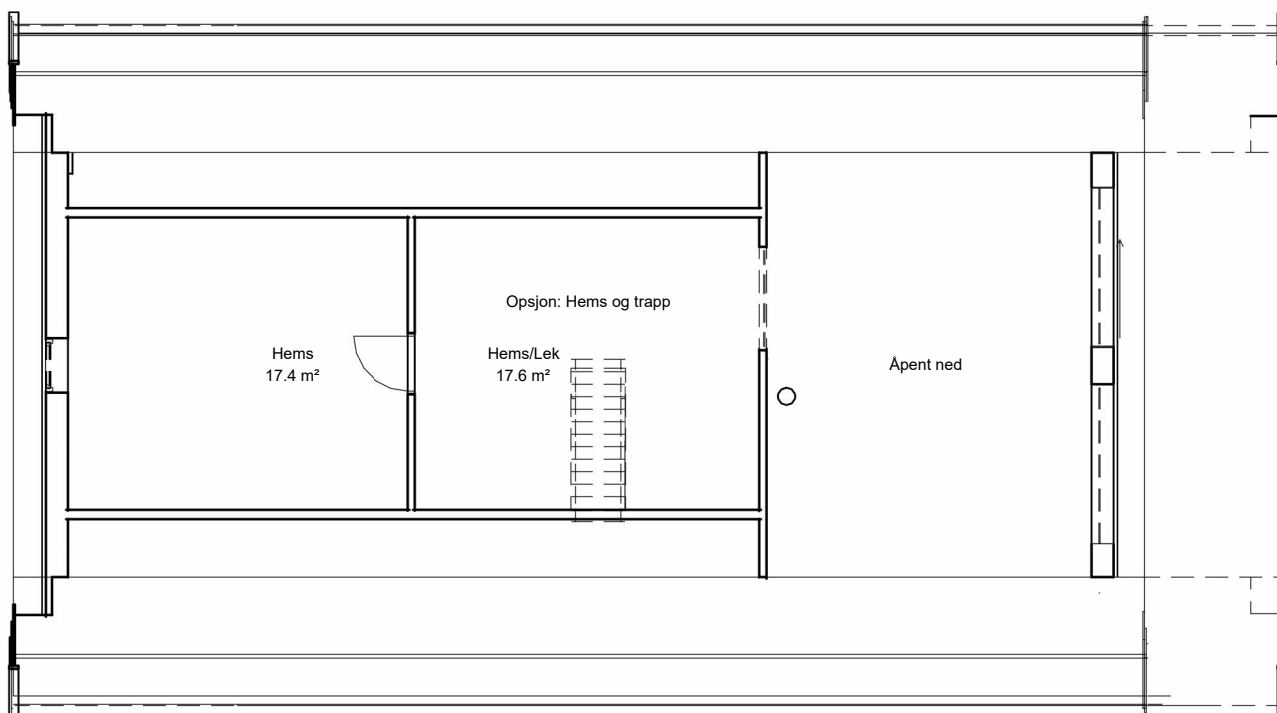 Opsjon: Hems og trapp
Hems
17.4 m²
Hems/Lek
17.6 m²
Åpent ned